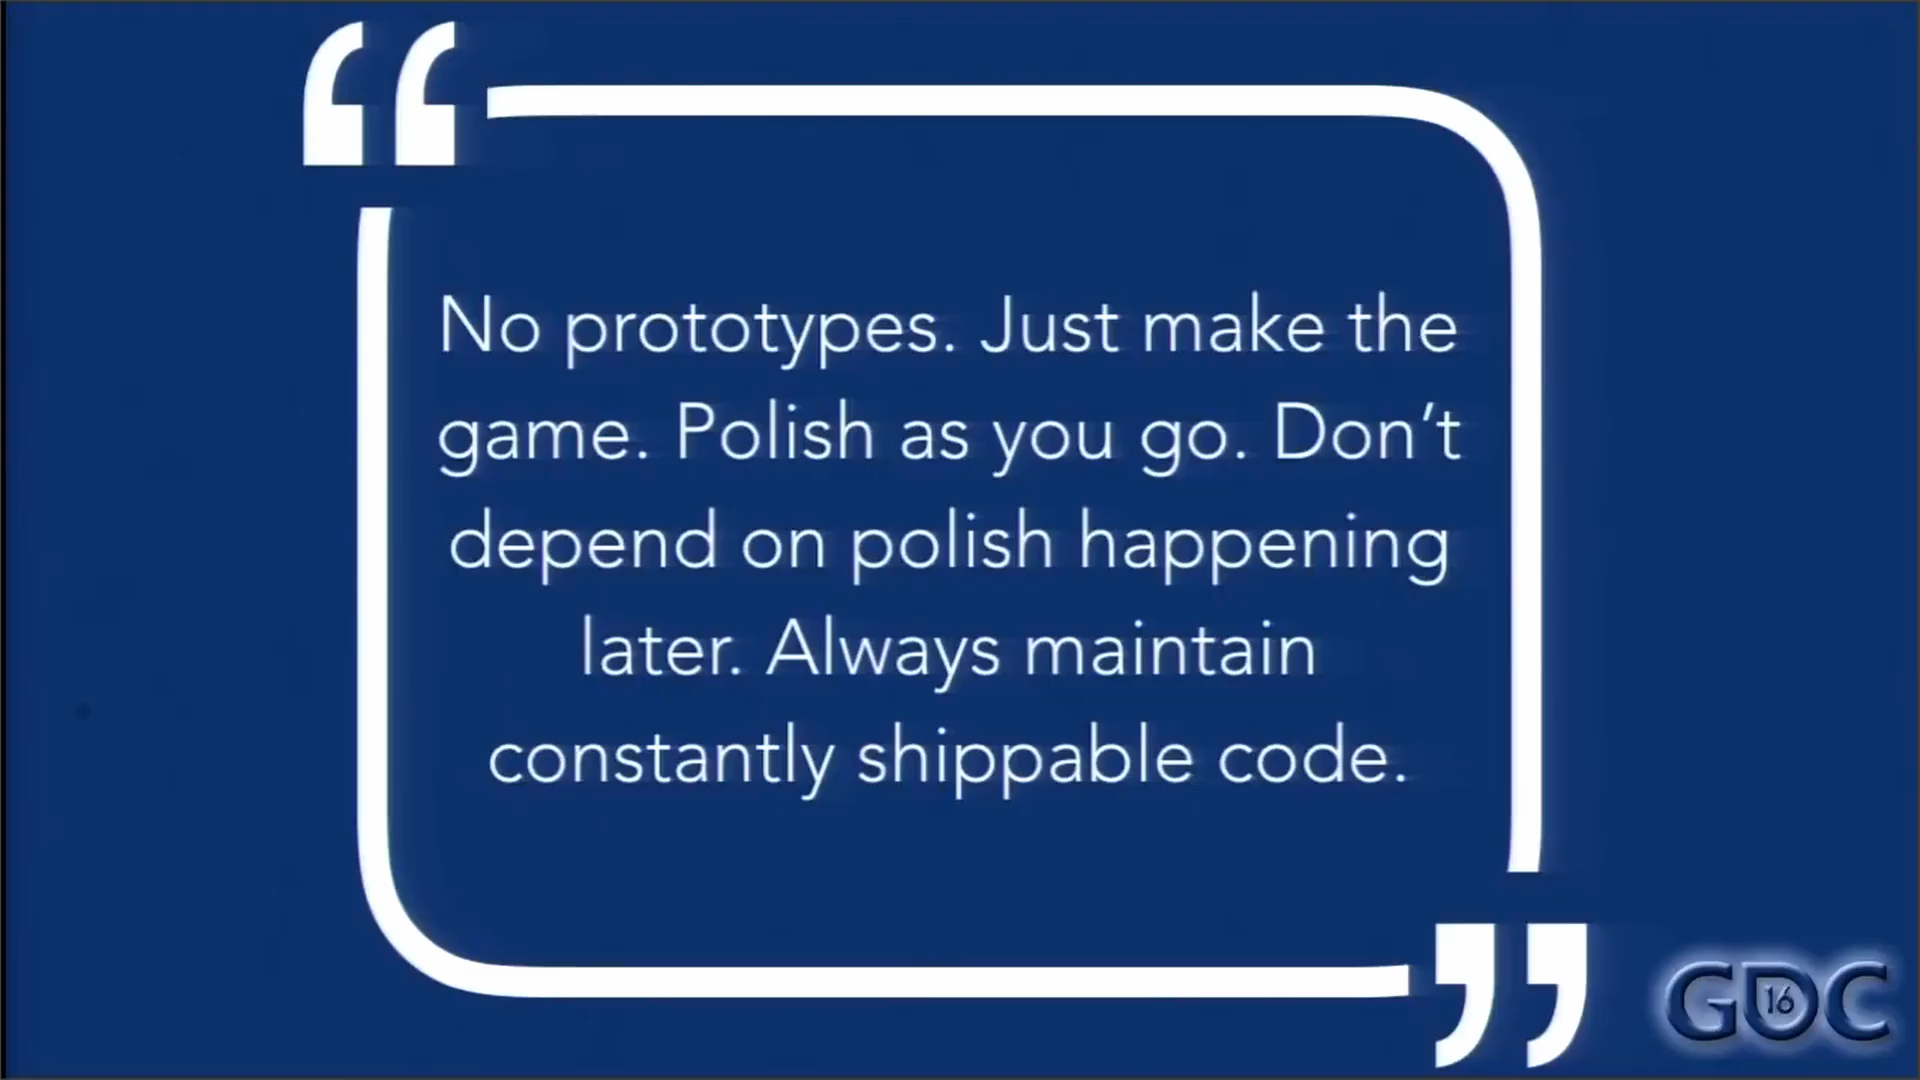 No prototypes. Just make the
game. Polish as you go. Don’t
depend on polish happening
later. Always maintain
constantly shippable code.
GDC 16